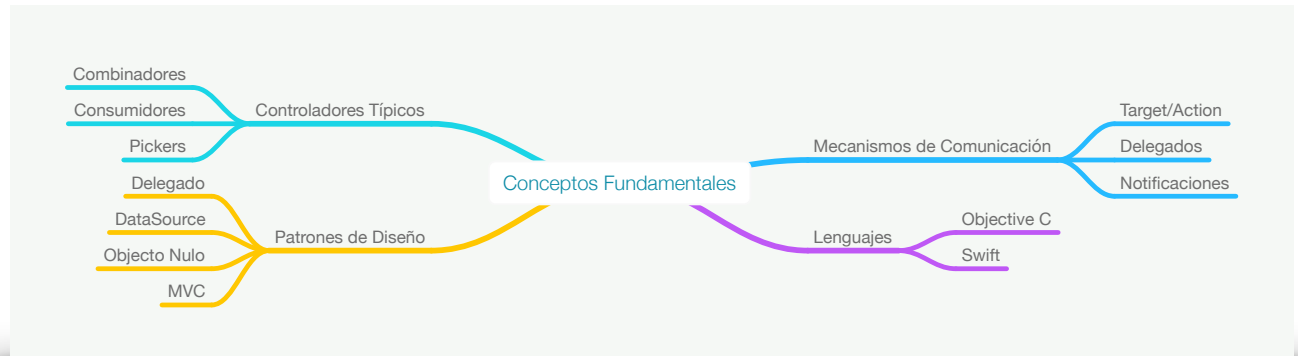 Conceptos Fundamentales
Controladores Típicos
Combinadores
Consumidores
Pickers
Patrones de Diseño
Delegado
DataSource
Objecto Nulo
MVC
Mecanismos de Comunicación
Target/Action
Delegados
Notificaciones
Lenguajes
Objective C
Swift